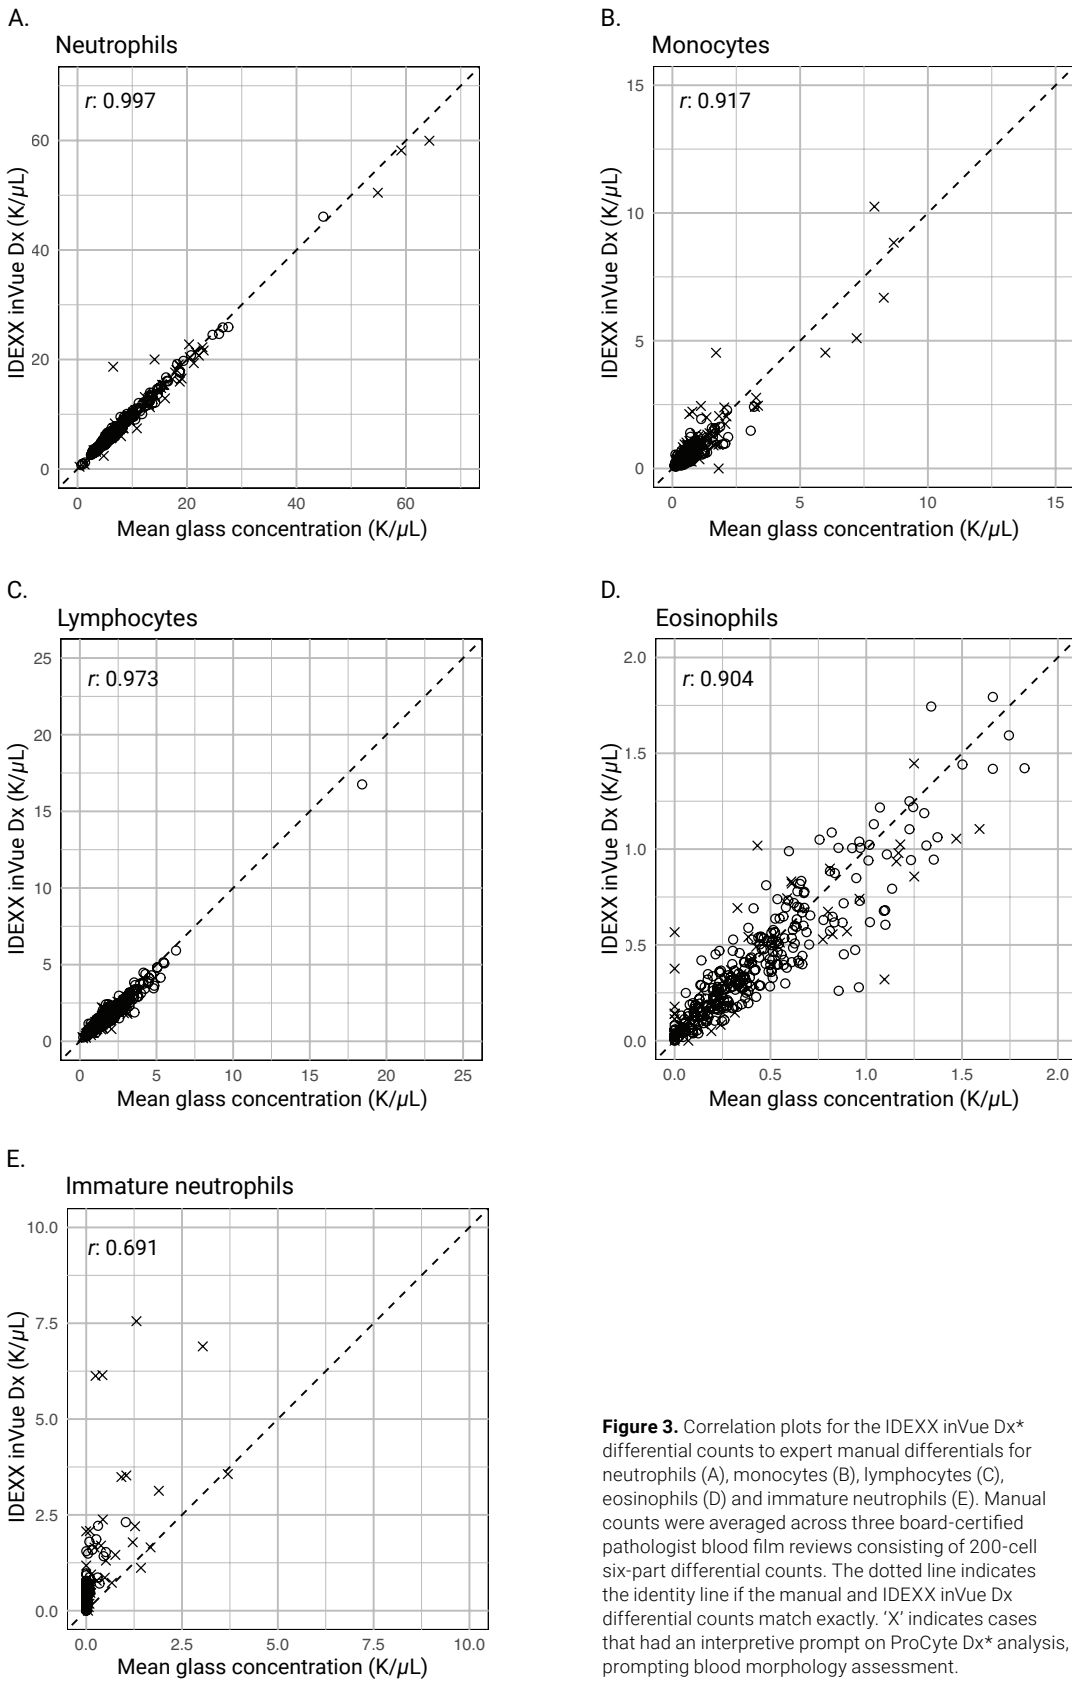 A.
Neutrophils
r: 0.997
60
40
20
0
0 20 40 60
IDEXX inVue Dx (K/µL)
Mean glass concentration (K/µL)
B.
Monocytes
r: 0.917
15
10
5
0
0 5 10 15
IDEXX inVue Dx (K/µL)
Mean glass concentration (K/µL)
C.
Lymphocytes
r: 0.973
25
20
15
10
5
0
0 5 10 15 20 25
IDEXX inVue Dx (K/µL)
Mean glass concentration (K/µL)
D.
Eosinophils
r: 0.904
2.0
1.5
1.0
0.5
0.0
0.0 0.5 1.0 1.5 2.0
IDEXX inVue Dx (K/µL)
Mean glass concentration (K/µL)
E.
Immature neutrophils
r: 0.691
10.0
7.5
5.0
2.5
0.0
0.0 2.5 5.0 7.5 10.0
IDEXX inVue Dx (K/µL)
Mean glass concentration (K/µL)
Figure 3. Correlation plots for the IDEXX inVue Dx*
differential counts to expert manual differentials for
neutrophils (A), monocytes (B), lymphocytes (C),
eosinophils (D) and immature neutrophils (E). Manual
counts were averaged across three board-certified
pathologist blood film reviews consisting of 200-cell
six-part differential counts. The dotted line indicates
the identity line if the manual and IDEXX inVue Dx
differential counts match exactly. ‘X’ indicates cases
that had an interpretive prompt on ProCyte Dx* analysis,
prompting blood morphology assessment.